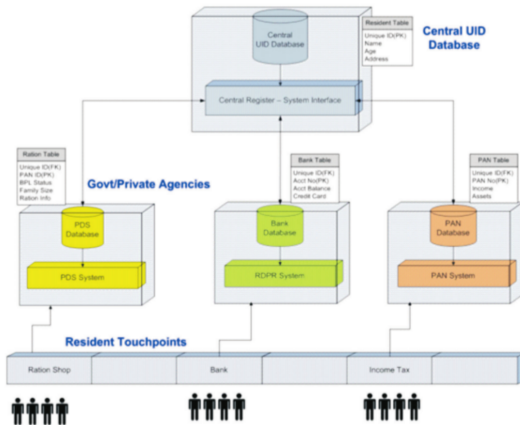 Central UID Database
Resident Table
Unique ID(PK)
Name
Age
Address
Central
UID Database
Central Register – System Interface
Ration Table
Unique ID(FK)
PAN ID(PK)
BPL Status
Family Size
Ration Info
Govt/Private Agencies
Bank Table
Unique ID(FK)
Acct No(PK)
Acct Balance
Credit Card
PAN Table
Unique ID(FK)
PAN No(PK)
Income
Assets
PDS
Database
PDS System
Bank
Database
RDPR System
PAN
Database
PAN System
Resident Touchpoints
Ration Shop
Bank
Income Tax